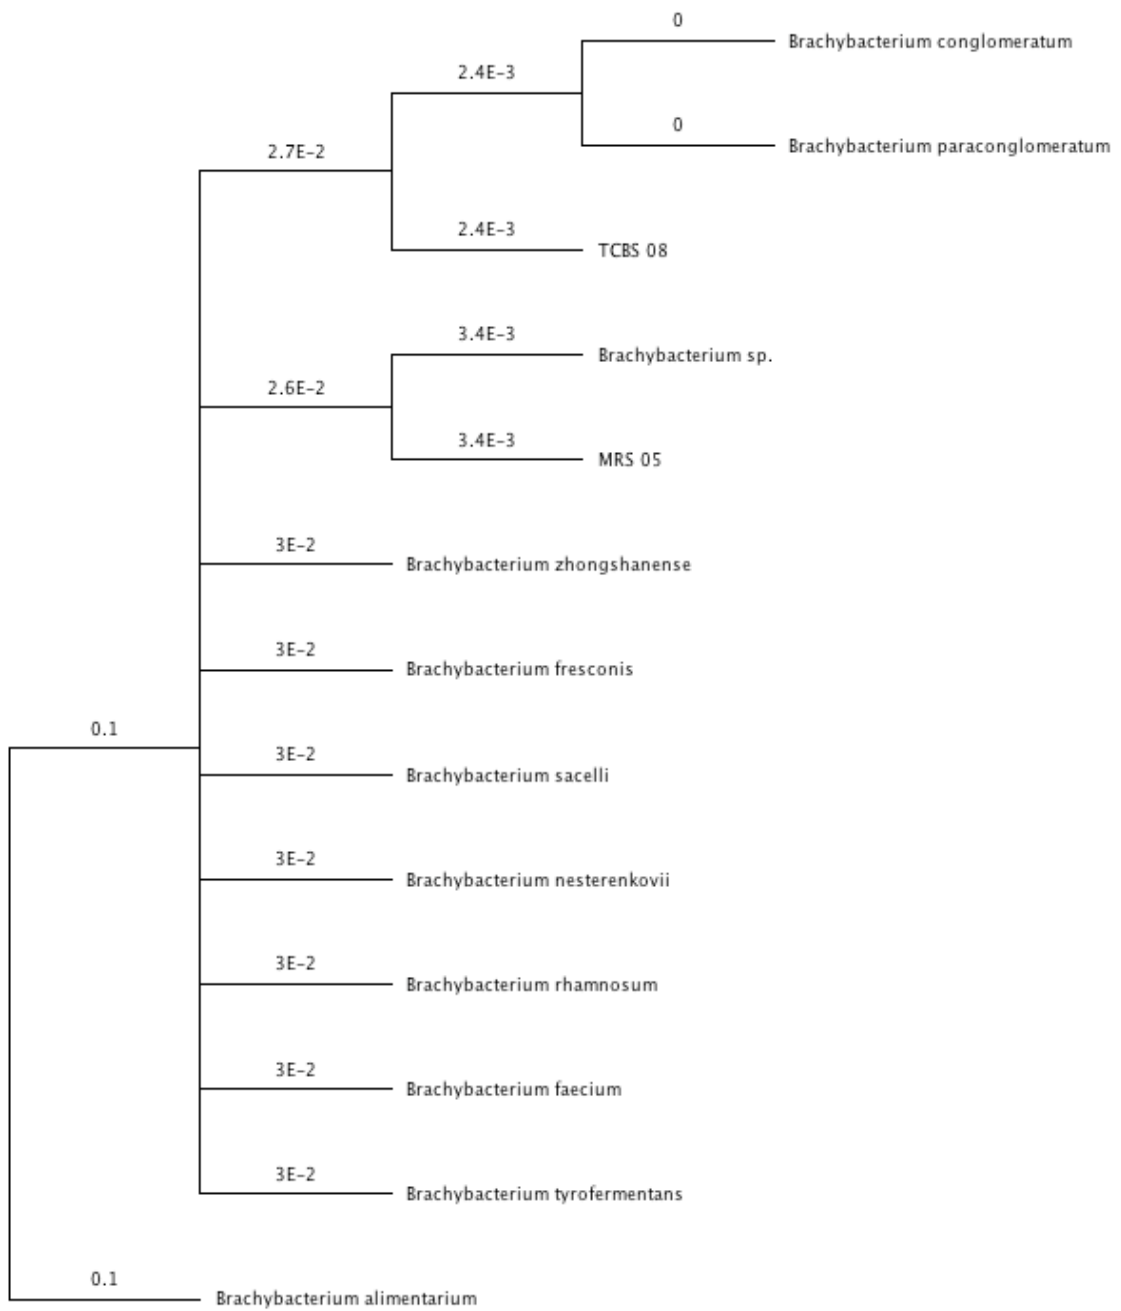 0
Brachybacterium conglomeratum
2.4E-3
0
Brachybacterium paraconglomeratum
2.7E-2
2.4E-3
TCBS 08
3.4E-3
Brachybacterium sp.
2.6E-2
3.4E-3
MRS 05
3E-2
Brachybacterium zhongshanense
3E-2
Brachybacterium fresconis
0.1
3E-2
Brachybacterium sacelli
3E-2
Brachybacterium nesterenkovii
3E-2
Brachybacterium rhamnosum
3E-2
Brachybacterium faecium
3E-2
Brachybacterium tyrofermentans
0.1
Brachybacterium alimentarium